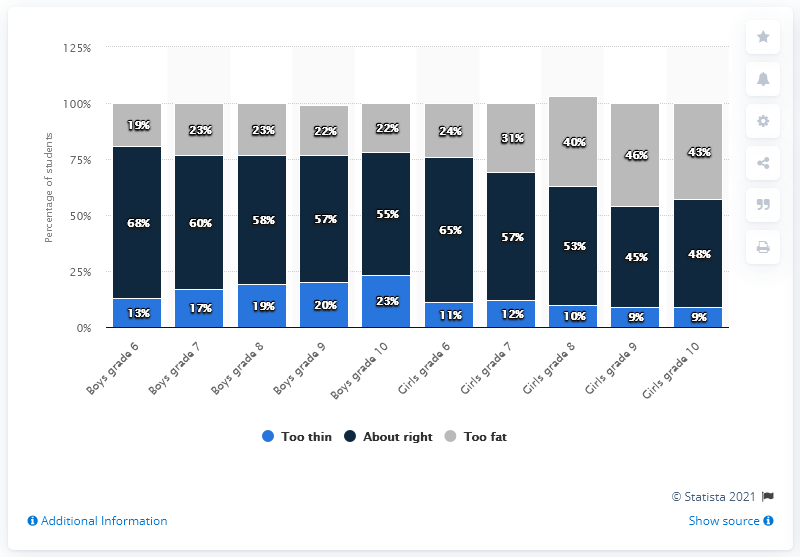 125%
100%
75%
50%
25%
0%
Percentage of students
19% 23% 23% 22% 22% 24% 31% 40% 46% 43%
68% 60% 58% 57% 55% 65% 57% 53% 45% 48%
13% 17% 19% 20% 23% 11% 12% 10% 9% 9%
Boys grade 6
Boys grade 7
Boys grade 8
Boys grade 9
Boys grade 10
Girls grade 6
Girls grade 7
Girls grade 8
Girls grade 9
Girls grade 10
Too thin About right Too fat
© Statista 2021
Additional Information
Show source